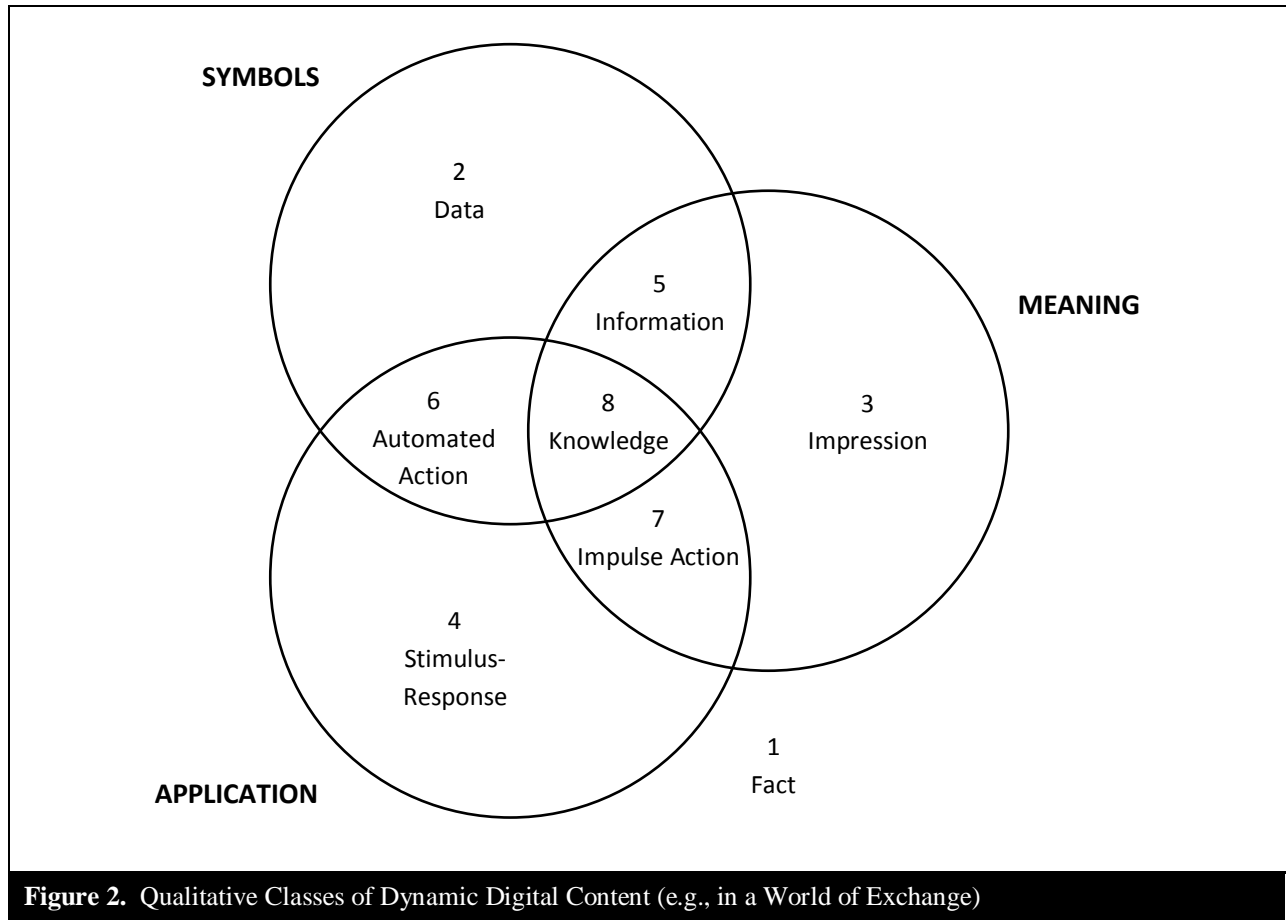 SYMBOLS
2
Data
5
Information
MEANING
6
Automated
Action
8
Knowledge
3
Impression
7
Impulse Action
4
Stimulus-
Response
1
Fact
APPLICATION
Figure 2. Qualitative Classes of Dynamic Digital Content (e.g., in a World of Exchange)